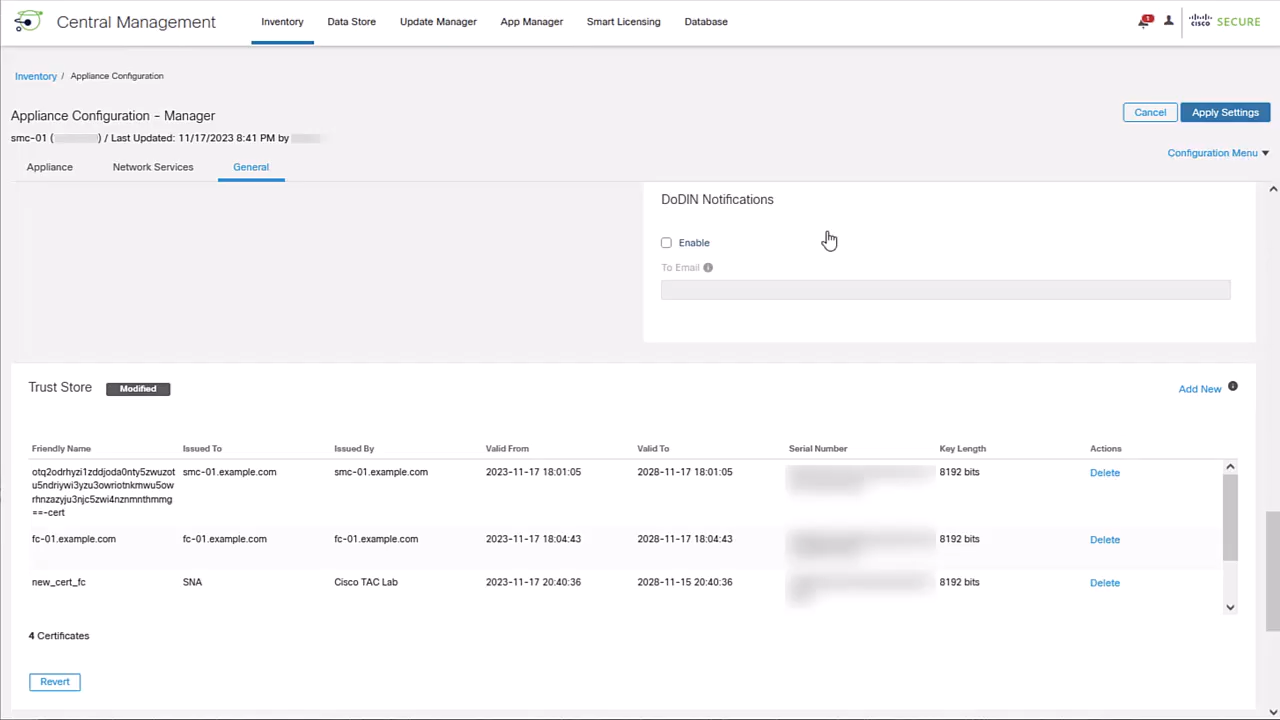 Central Management
Inventory
Data Store
Update Manager
App Manager
Smart Licensing
Database
1
cisco SECURE
Inventory / Appliance Configuration
Appliance Configuration - Manager
Cancel
Apply Settings
smc-01 ( ) / Last Updated: 11/17/2023 8:41 PM by
Configuration Menu
Appliance
Network Services
General
DoDIN Notifications
Enable
To Email
Trust Store
Modified
Add New
Friendly Name Issued To Issued By Valid From Valid To Serial Number Key Length Actions
otq2odrhyzi1zddjoda0nty5zwuzot smc-01.example.com smc-01.example.com 2023-11-17 18:01:05 2028-11-17 18:01:05 8192 bits Delete
u5ndriywi3yzu3owriotnkmwu5ow
rhnzazyju3njc5zwi4nznmnthmmg
==-cert
fc-01.example.com fc-01.example.com fc-01.example.com 2023-11-17 18:04:43 2028-11-17 18:04:43 8192 bits Delete
new_cert_fc SNA Cisco TAC Lab 2023-11-17 20:40:36 2028-11-15 20:40:36 8192 bits Delete
4 Certificates
Revert